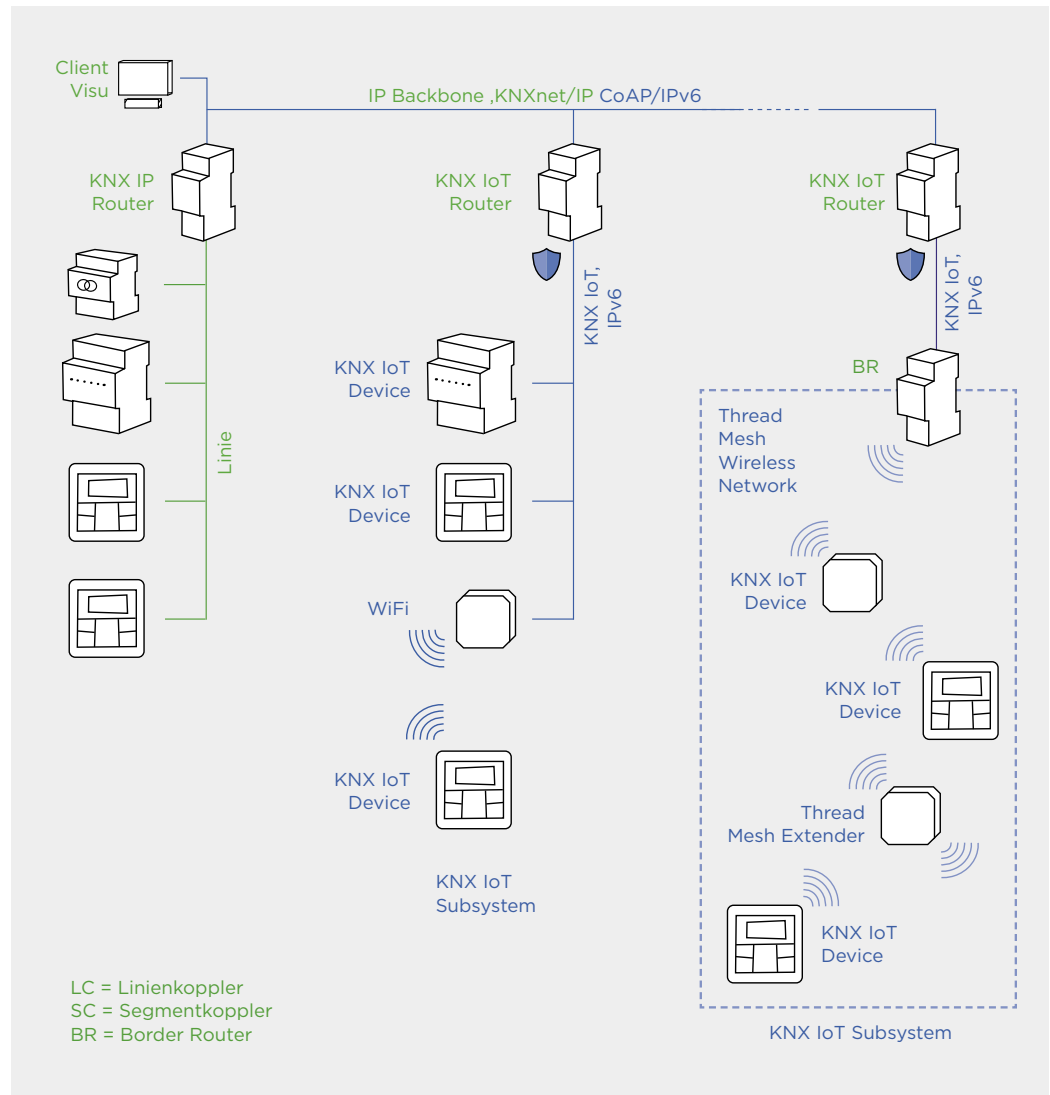 Client
Visu
IP Backbone ,KNXnet/IP CoAP/IPv6
KNX IP
Router
KNX IoT
Router
KNX IoT
Router
Linie
KNX IoT,
IPv6
KNX IoT
Device
KNX IoT
Device
WiFi
KNX IoT
Device
KNX IoT
Subsystem
KNX IoT,
IPv6
BR
Thread
Mesh
Wireless
Network
KNX IoT
Device
KNX IoT
Device
Thread
Mesh Extender
KNX IoT
Device
KNX IoT Subsystem
LC = Linienkoppler
SC = Segmentkoppler
BR = Border Router